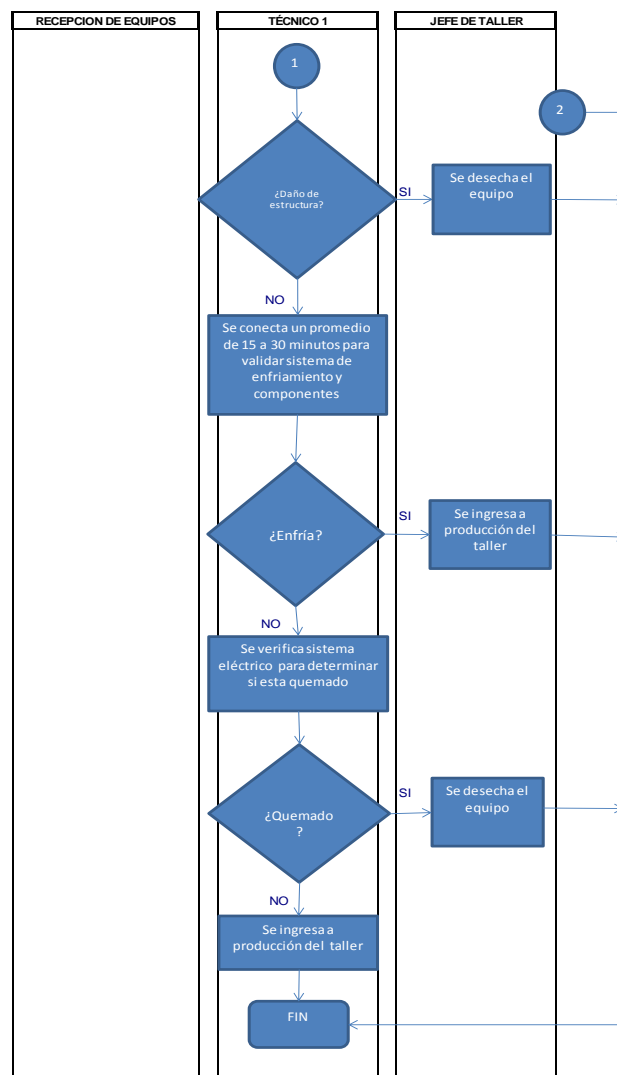 RECEPCION DE EQUIPOS
TÉCNICO 1
JEFE DE TALLER
1
2
¿Daño de
estructura?
SI
Se desecha el
equipo
NO
Se conecta un promedio
de 15 a 30 minutos para
validar sistema de
enfriamiento y
componentes
¿Enfría?
SI
Se ingresa a
producción del
taller
NO
Se verifica sistema
eléctrico para determinar
si esta quemado
¿Quemado
?
SI
Se desecha el
equipo
NO
Se ingresa a
producción del taller
FIN